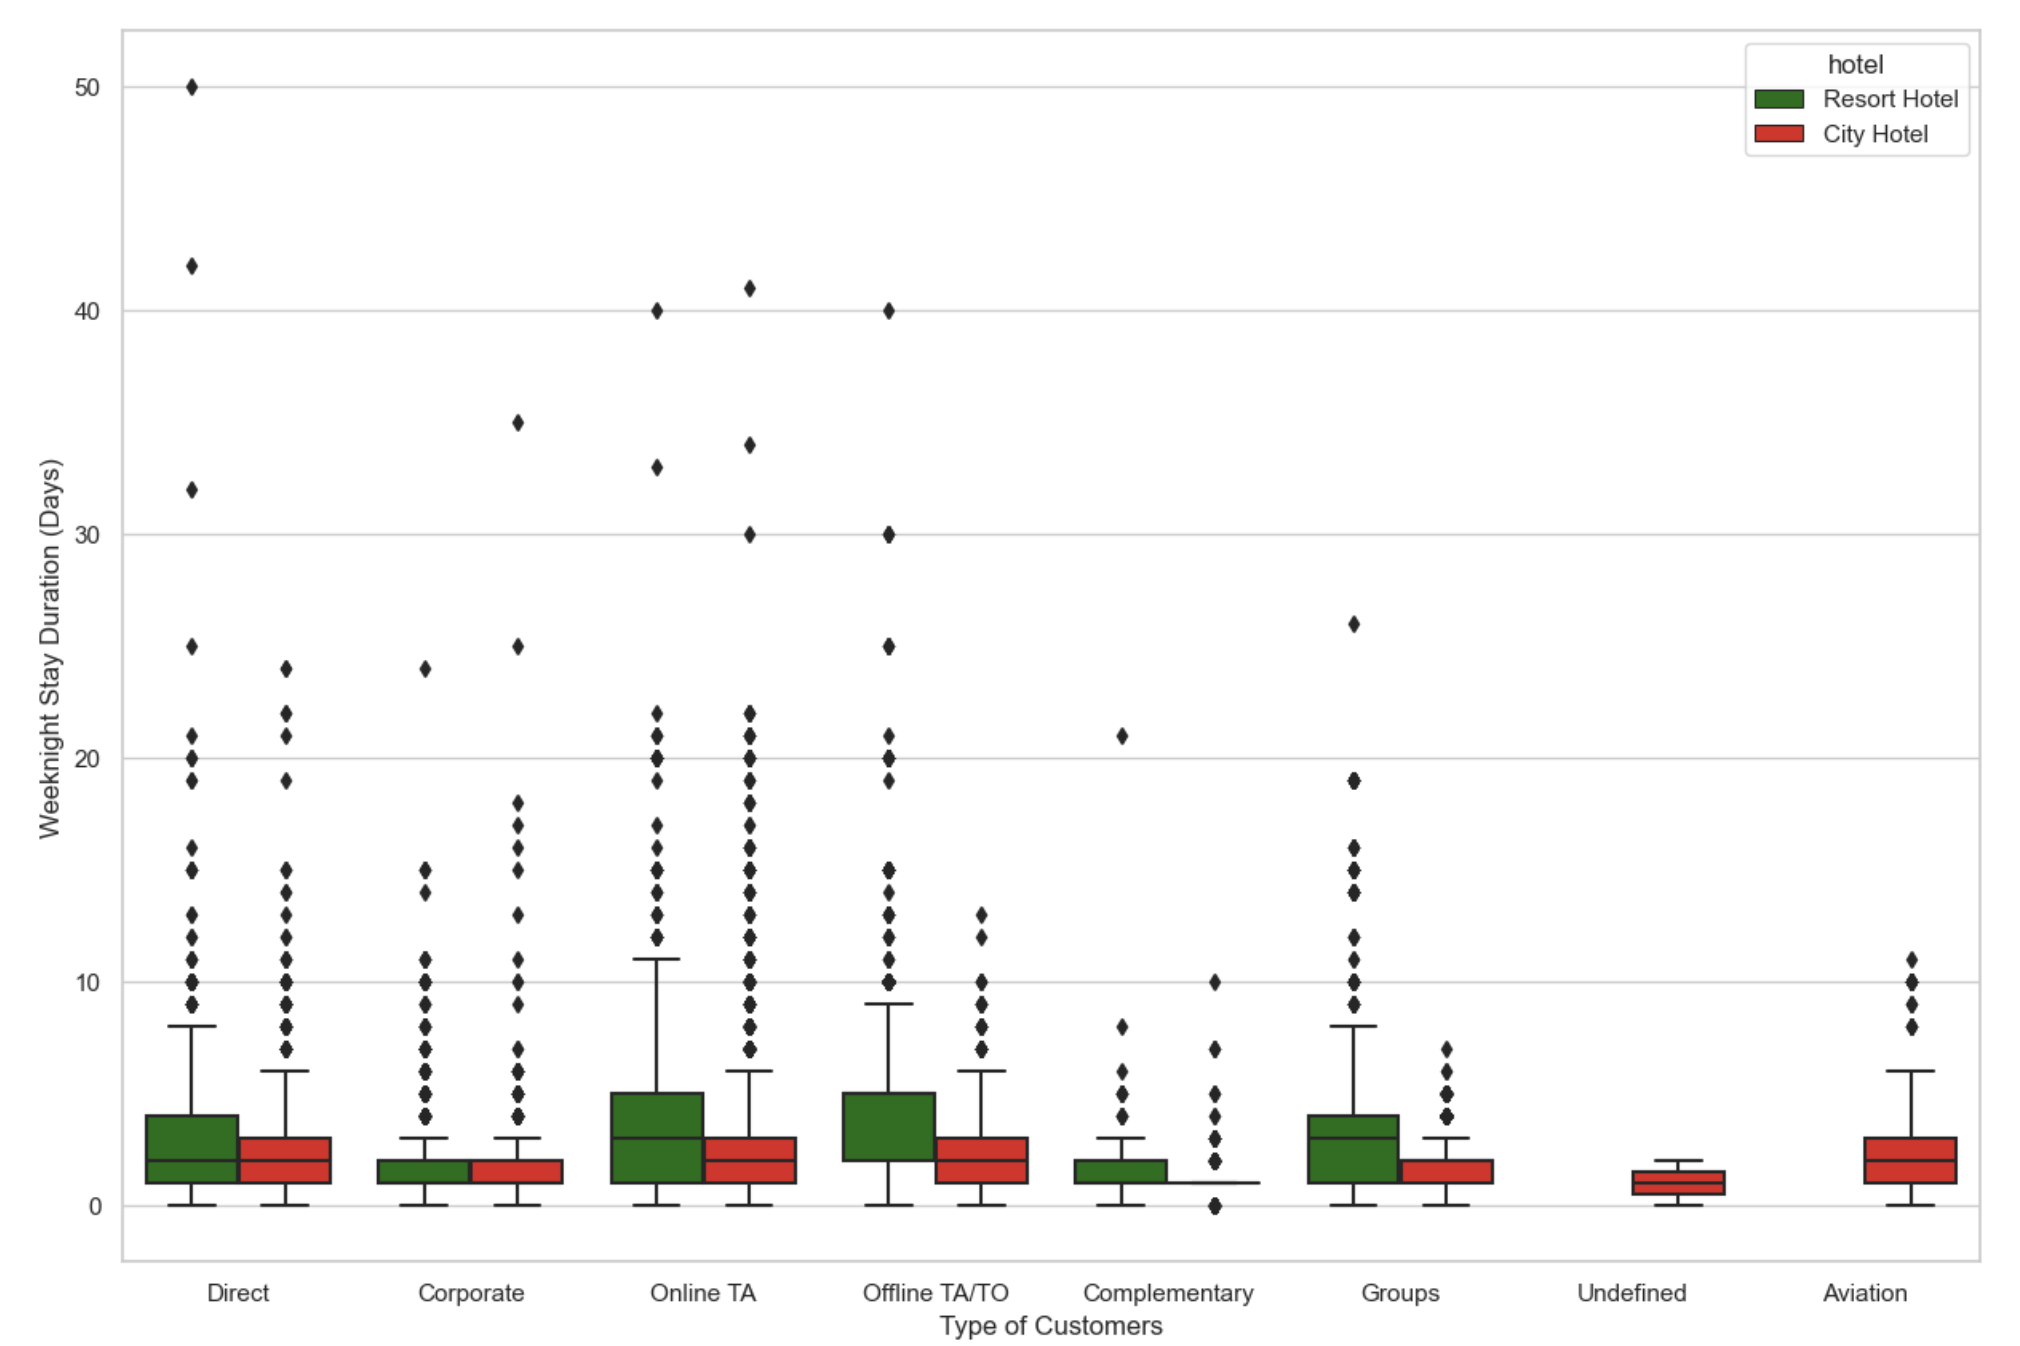 hotel
Resort Hotel
City Hotel
Weeknight Stay Duration (Days)
50
40
30
20
10
0
Direct
Corporate
Online TA
Offline TA/TO
Complementary
Groups
Undefined
Aviation
Type of Customers